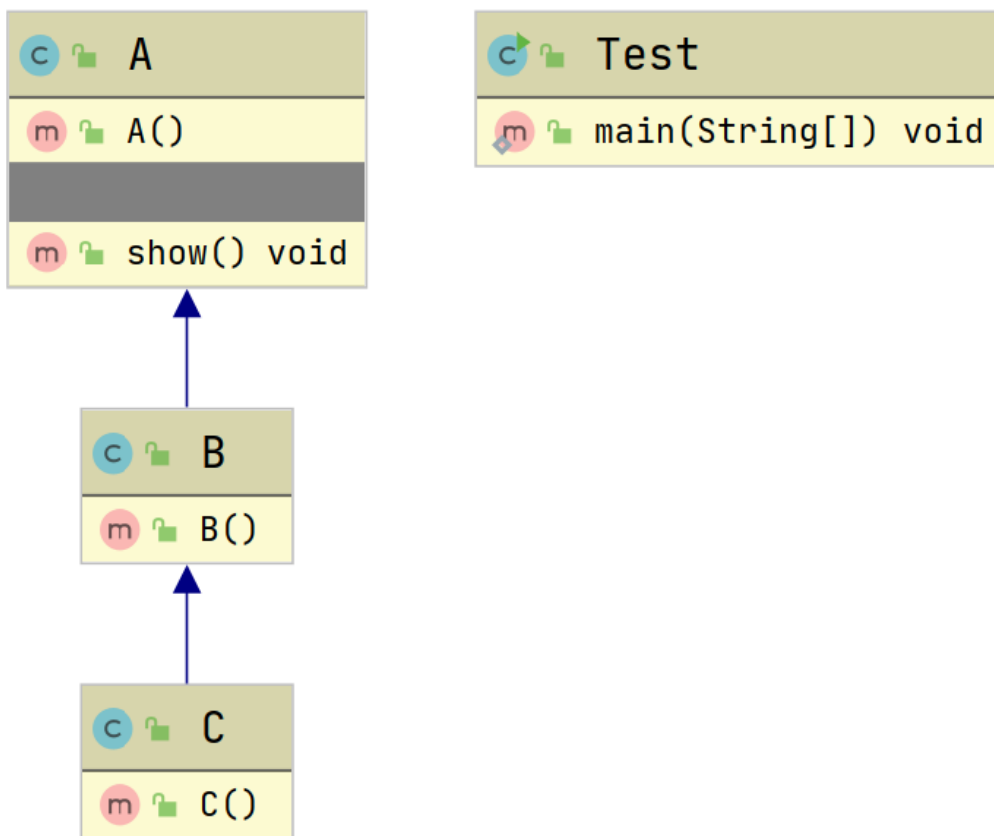 A
A()
show() void
Test
main(String[]) void
B
B()
C
C()